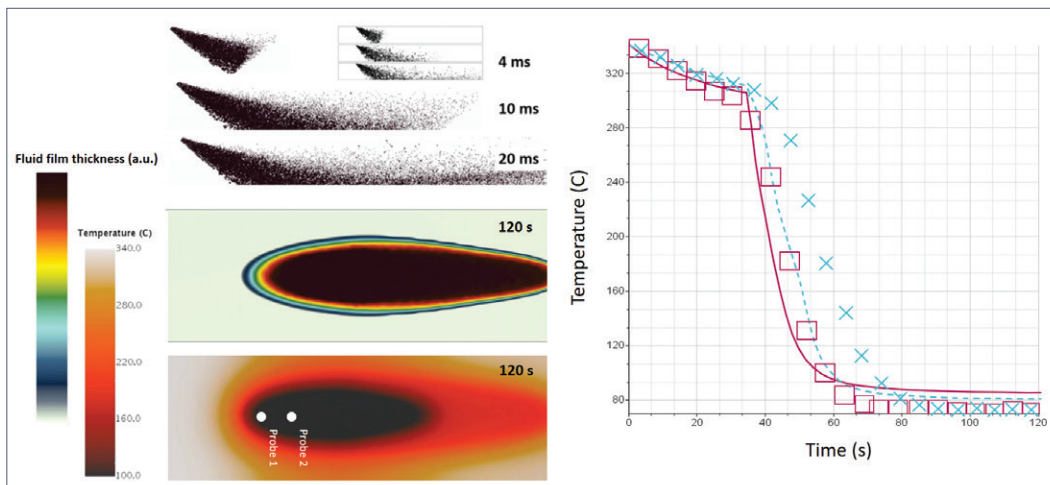 4 ms
10 ms
20 ms
Fluid film thickness (a.u.)
Temperature (C)
340.0
280.0
220.0
160.0
100.0
120 s
120 s
Probe 1
Probe 2
Temperature (C)
320
280
240
200
160
120
80
0
20
40
60
80
100
120
Time (s)